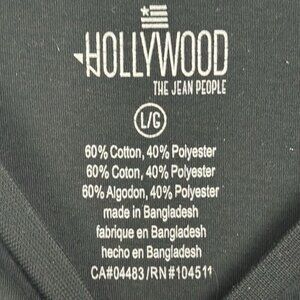 HOLLYWOOD
THE JEAN PEOPLE
L/G
60% Cotton, 40% Polyester
60% Coton, 40% Polyester
60% Algodon, 40% Polyester
made in Bangladesh
fabrique en Bangladesh
hecho en Bangladesh
CA#04483/RN#104511